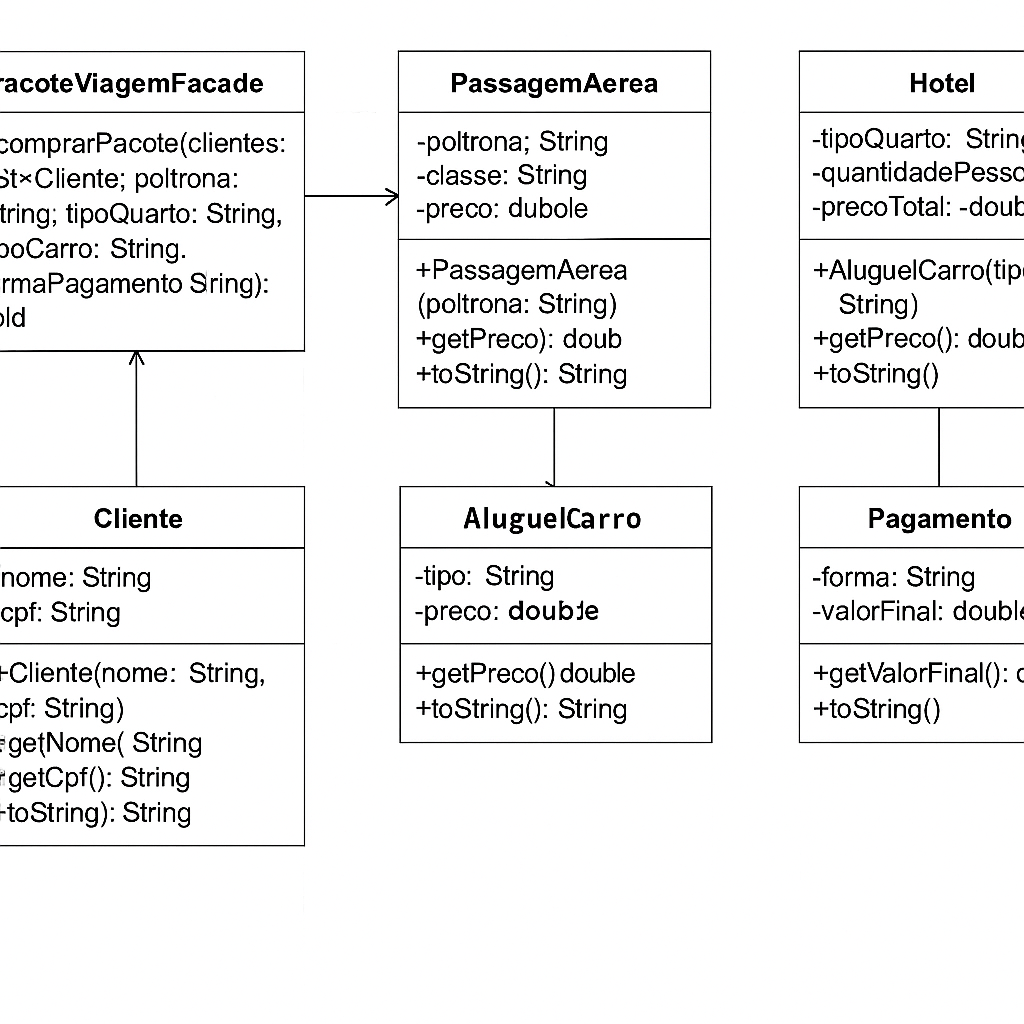 racoteViagemFacade
comprarPacote(clientes:
St×Cliente; poltrona:
tring; tipoQuarto: String,
poCarro: String.
rmaPagamento Sring):
old
PassagemAerea
-poltrona; String
-classe: String
-preco: dubole
+PassagemAerea
(poltrona: String)
+getPreco): doub
+toString(): String
Hotel
-tipoQuarto: String
-quantidadePesso
-precoTotal: -doub
+AluguelCarro(tipo
String)
+getPreco(): doub
+toString()
Cliente
nome: String
cpf: String
+Cliente(nome: String,
cpf: String)
+getNome( String
+getCpf(): String
+toString): String
AluguelCarro
-tipo: String
-preco: double
+getPreco() double
+toString(): String
Pagamento
-forma: String
-valorFinal: double
+getValorFinal(): d
+toString()